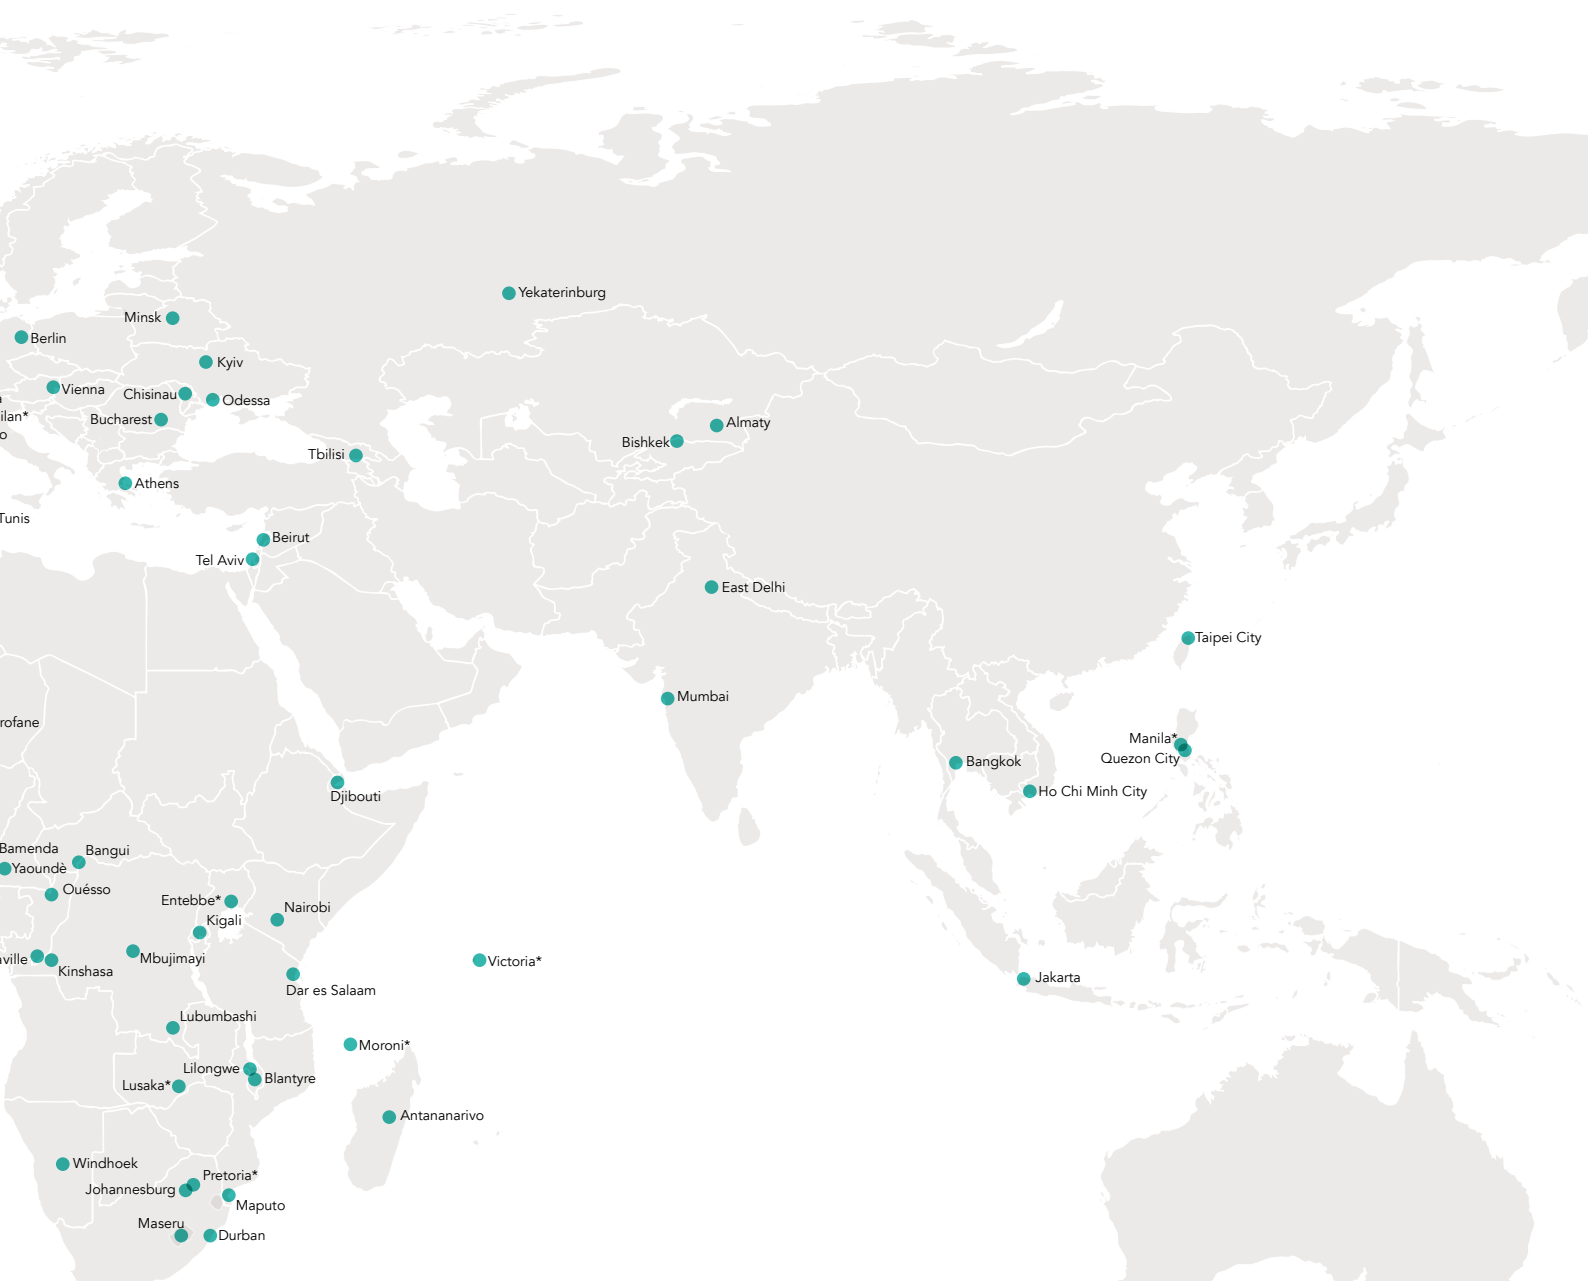 Yekaterinburg
Minsk
Berlin
Kyiv
Vienna
Chisinau
Odessa
ilan*
Bucharest
o
Almaty
Bishkek
Tbilisi
Athens
Tunis
Beirut
Tel Aviv
East Delhi
Taipei City
Mumbai
rofane
Manila*
Quezon City
Bangkok
Ho Chi Minh City
Djibouti
Bamenda
Bangui
Yaoundè
Ouésso
Entebbe*
Nairobi
Kigali
Mbujimayi
aville
Kinshasa
Victoria*
Dar es Salaam
Jakarta
Lubumbashi
Moroni*
Lilongwe
Blantyre
Lusaka*
Antananarivo
Windhoek
Pretoria*
Johannesburg
Maputo
Maseru
Durban